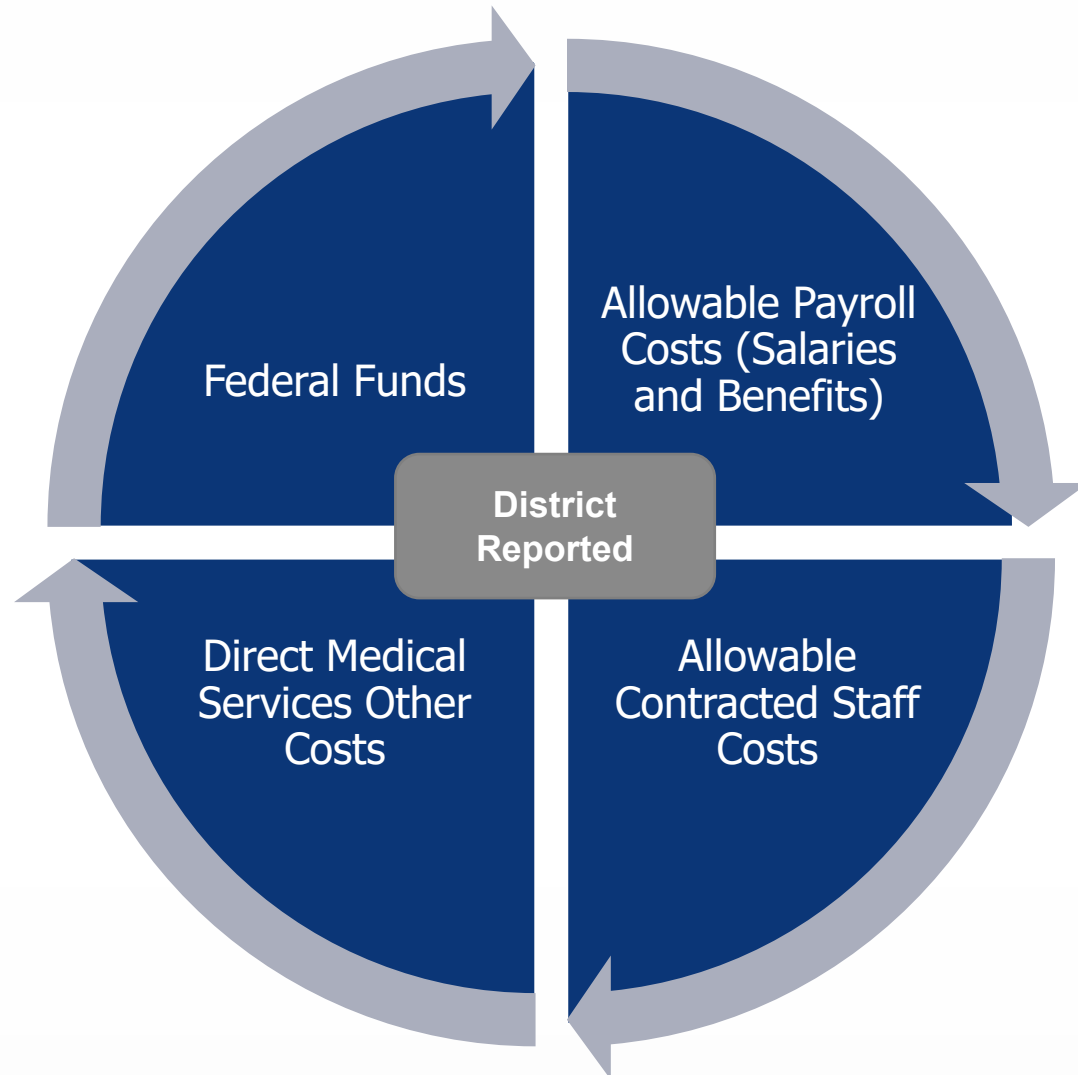 Federal Funds
Allowable Payroll
Costs (Salaries
and Benefits)
District
Reported
Direct Medical
Services Other
Costs
Allowable
Contracted Staff
Costs